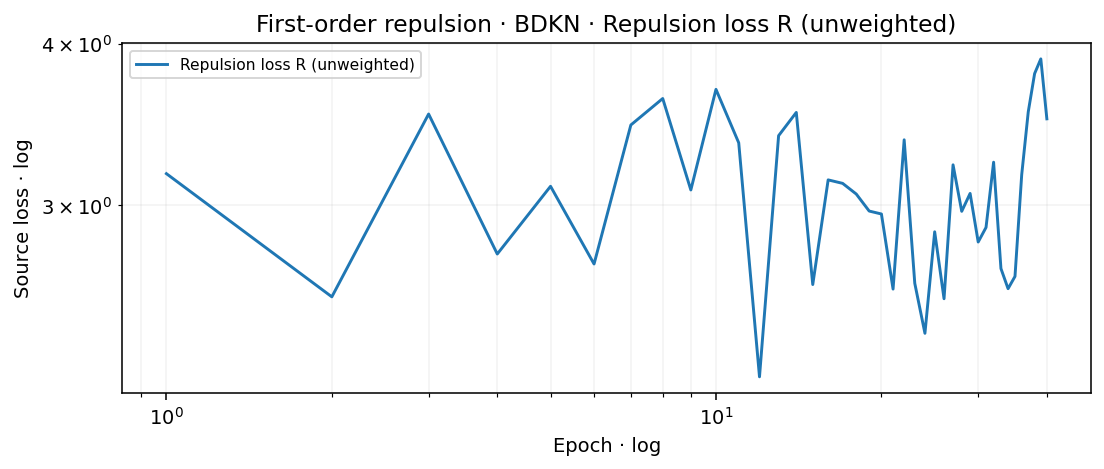 First-order repulsion · BDKN · Repulsion loss R (unweighted)
4 × 10⁰
Repulsion loss R (unweighted)
3 × 10⁰
Source loss · log
10⁰ 10¹
Epoch · log